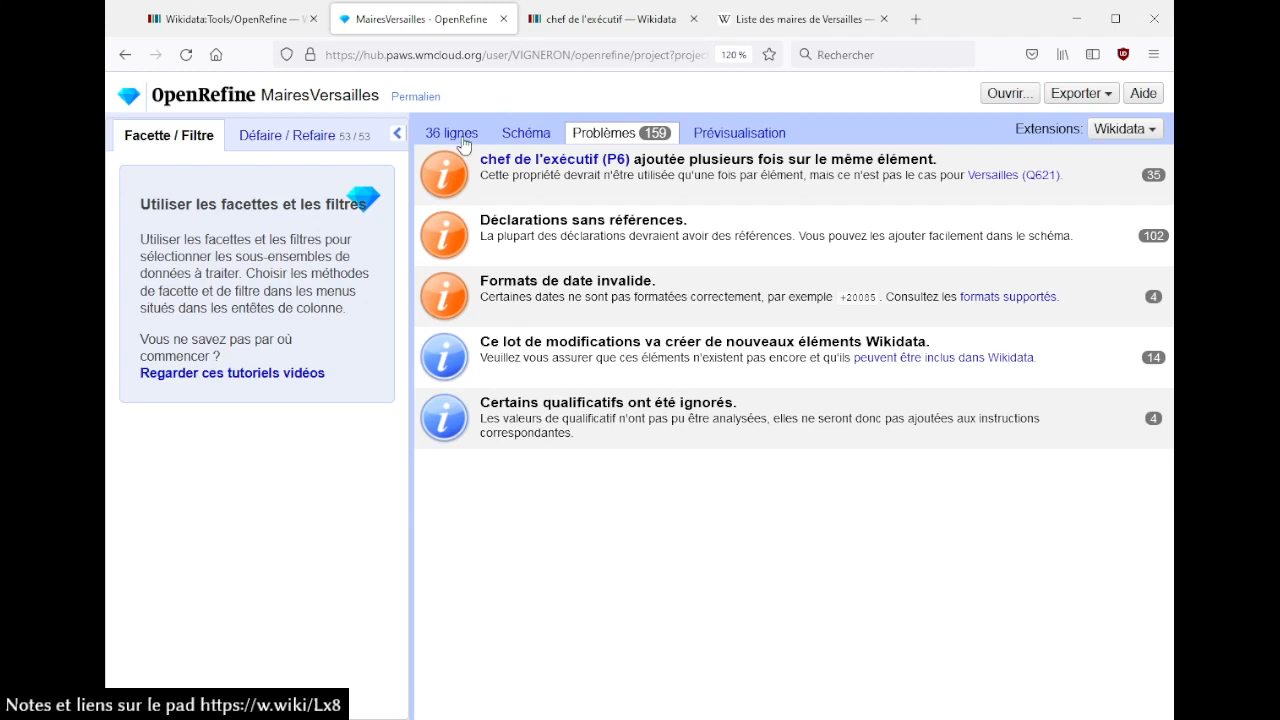 Wikidata:Tools/OpenRefine — W
MairesVersailles - OpenRefine
chef de l'exécutif — Wikidata
Liste des maires de Versailles —
https://hub.paws.wmcloud.org/user/VIGNERON/openrefine/project?projec
120 %
Rechercher
OpenRefine MairesVersailles Permalien
Ouvrir... Exporter Aide
Facette / Filtre
Défaire / Refaire 53 / 53
36 lignes
Schéma
Problèmes 159
Prévisualisation
Extensions: Wikidata
Utiliser les facettes et les filtres
Utiliser les facettes et les filtres pour
sélectionner les sous-ensembles de
données à traiter. Choisir les méthodes
de facette et de filtre dans les menus
situés dans les entêtes de colonne.
Vous ne savez pas par où
commencer ?
Regarder ces tutoriels vidéos
chef de l'exécutif (P6) ajoutée plusieurs fois sur le même élément.
Cette propriété devrait n'être utilisée qu'une fois par élément, mais ce n'est pas le cas pour Versailles (Q621).
35
Déclarations sans références.
La plupart des déclarations devraient avoir des références. Vous pouvez les ajouter facilement dans le schéma.
102
Formats de date invalide.
Certaines dates ne sont pas formatées correctement, par exemple +20085. Consultez les formats supportés.
4
Ce lot de modifications va créer de nouveaux éléments Wikidata.
Veuillez vous assurer que ces éléments n'existent pas encore et qu'ils peuvent être inclus dans Wikidata.
14
Certains qualificatifs ont été ignorés.
Les valeurs de qualificatif n'ont pas pu être analysées, elles ne seront donc pas ajoutées aux instructions
correspondantes.
4
Notes et liens sur le pad https://w.wiki/Lx8